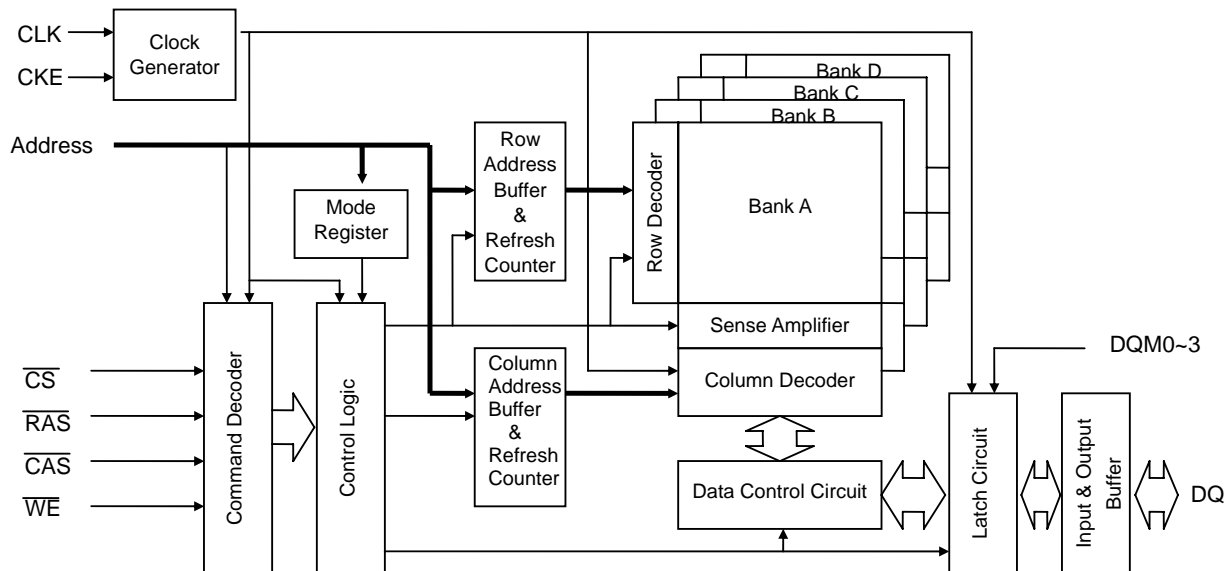 CLK
CKE
Clock
Generator
Address
Mode
Register
Row
Address
Buffer
&
Refresh
Counter
Bank D
Bank C
Bank B
Bank A
Row Decoder
Sense Amplifier
Column Decoder
Column
Address
Buffer
&
Refresh
Counter
CS
RAS
CAS
WE
Command Decoder
Control Logic
Data Control Circuit
DQM0~3
Latch Circuit
Input & Output
Buffer
DQ